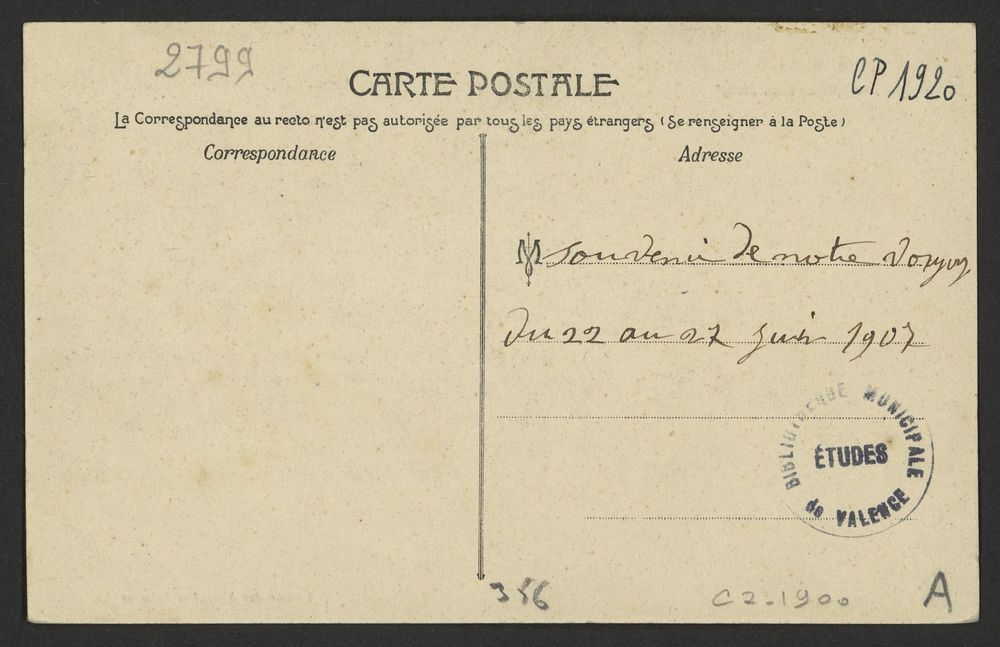 2799
CARTE POSTALE
CP 1920
La Correspondance au recto n'est pas autorisée par tous les pays étrangers (Se renseigner à la Poste)
Correspondance
Adresse
M souvenir de notre voyage
Du 22 au 27 Juin 1907
BIBLIOTHEQUE MUNICIPALE
ÉTUDES
de VALENCE
356
C2.1900
A